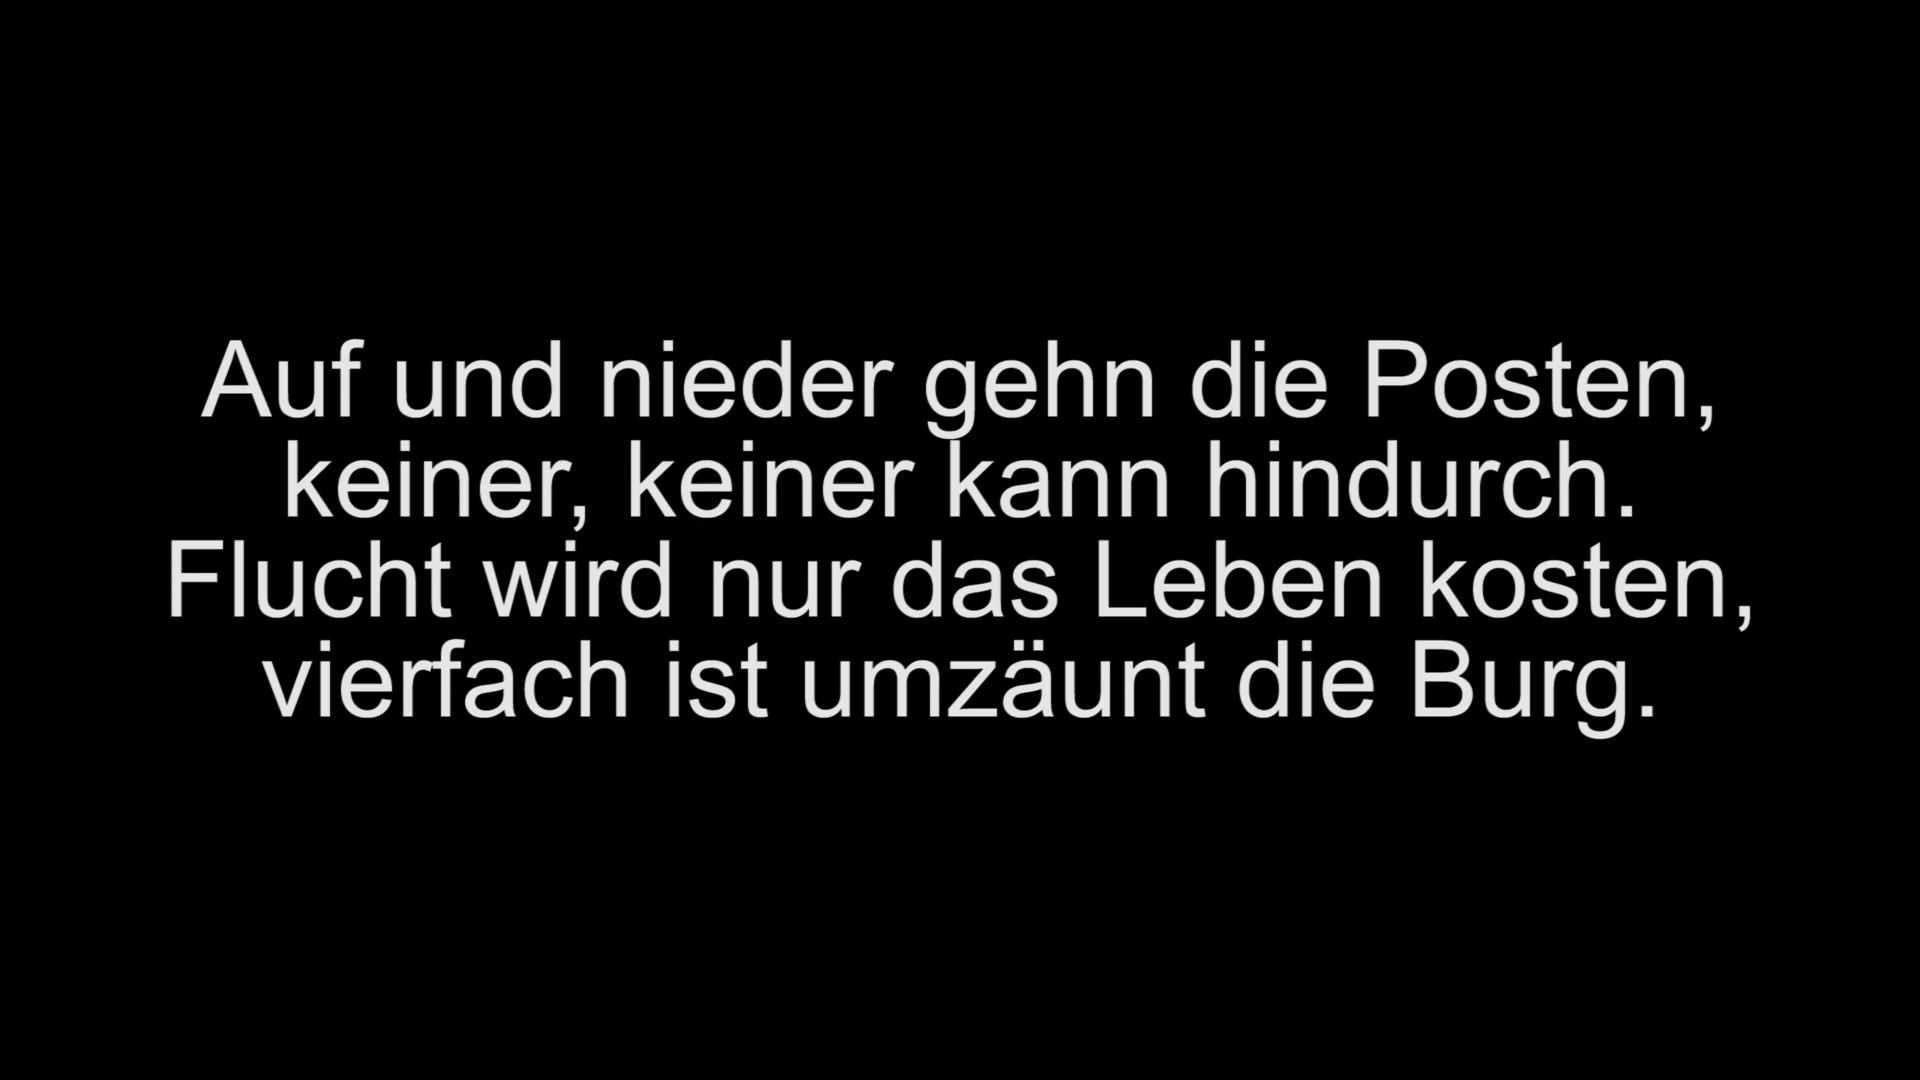 Auf und nieder gehn die Posten,
keiner, keiner kann hindurch.
Flucht wird nur das Leben kosten,
vierfach ist umzäunt die Burg.